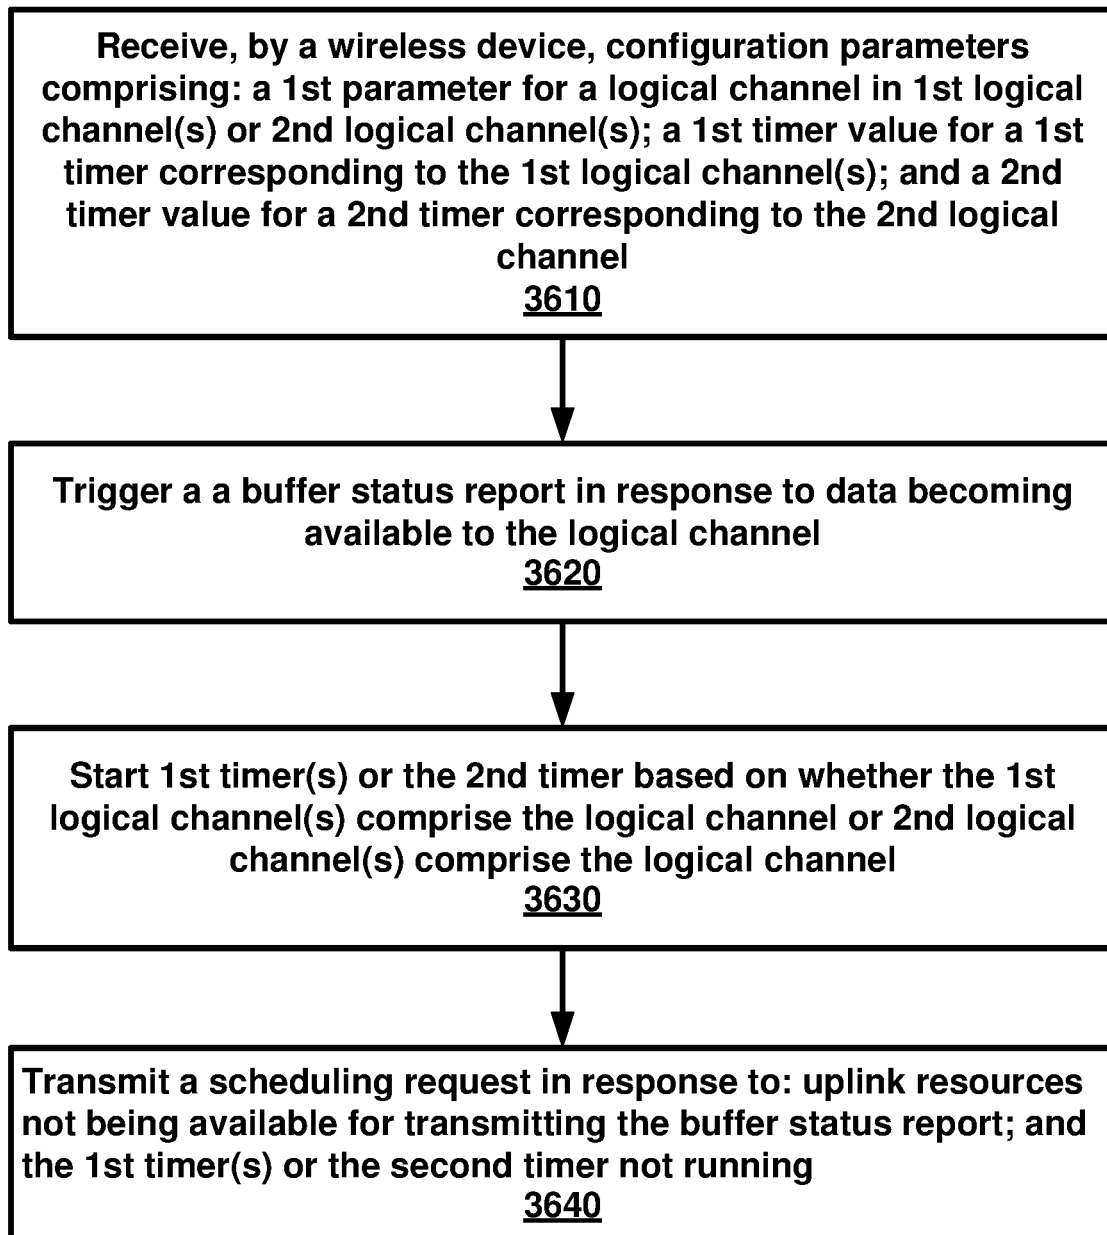 Receive, by a wireless device, configuration parameters
comprising: a 1st parameter for a logical channel in 1st logical
channel(s) or 2nd logical channel(s); a 1st timer value for a 1st
timer corresponding to the 1st logical channel(s); and a 2nd
timer value for a 2nd timer corresponding to the 2nd logical
channel
3610
Trigger a a buffer status report in response to data becoming
available to the logical channel
3620
Start 1st timer(s) or the 2nd timer based on whether the 1st
logical channel(s) comprise the logical channel or 2nd logical
channel(s) comprise the logical channel
3630
Transmit a scheduling request in response to: uplink resources
not being available for transmitting the buffer status report; and
the 1st timer(s) or the second timer not running
3640